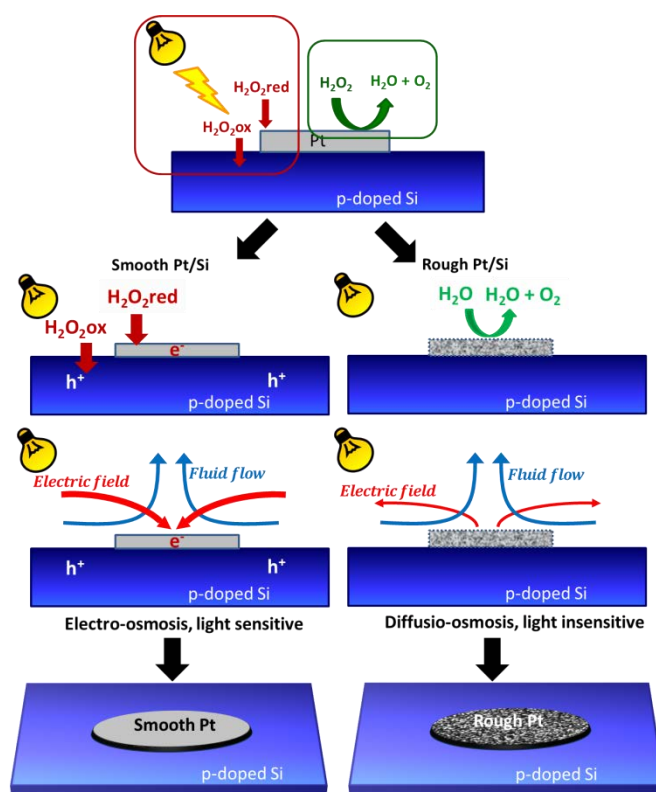 H₂O₂red
H₂O₂ox
H₂O₂
H₂O + O₂
Pt
p-doped Si
Smooth Pt/Si
Rough Pt/Si
H₂O₂red
H₂O₂ox
e⁻
h⁺
h⁺
p-doped Si
H₂O
H₂O + O₂
p-doped Si
Electric field
Fluid flow
e⁻
h⁺
h⁺
p-doped Si
Electric field
Fluid flow
p-doped Si
Electro-osmosis, light sensitive
Diffusio-osmosis, light insensitive
Smooth Pt
p-doped Si
Rough Pt
p-doped Si